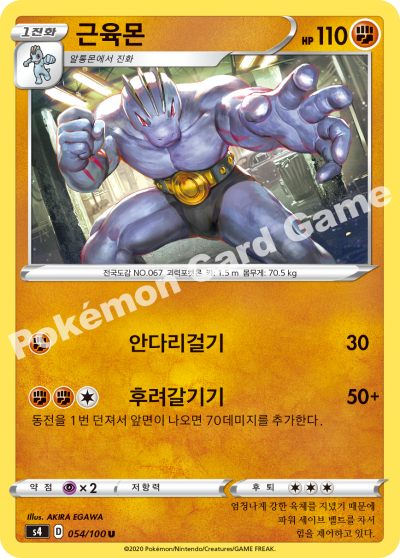 1진화
근육몬
HP 110
알통몬에서 진화
전국도감 NO.067 괴력포켓몬 키: 1.5 m 몸무게: 70.5 kg
Pokémon Card Game
안다리걸기 30
후려갈기기 50+
동전을 1번 던져서 앞면이 나오면 70데미지를 추가한다.
약점 ×2 저항력 후퇴
Illus. AKIRA EGAWA
s4 D 054/100 U
엄청나게 강한 육체를 지녔기 때문에
파워 세이브 벨트를 차서
힘을 제어하고 있다.
©2020 Pokémon/Nintendo/Creatures/GAME FREAK.